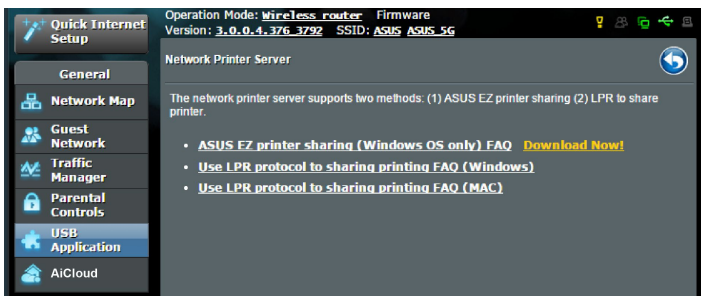 Quick Internet
Setup
General
Network Map
Guest
Network
Traffic
Manager
Parental
Controls
USB
Application
AiCloud
Operation Mode: Wireless router Firmware
Version: 3.0.0.4.376_3792 SSID: ASUS ASUS_5G
Network Printer Server
The network printer server supports two methods: (1) ASUS EZ printer sharing (2) LPR to share
printer.
• ASUS EZ printer sharing (Windows OS only) FAQ Download Now!
• Use LPR protocol to sharing printing FAQ (Windows)
• Use LPR protocol to sharing printing FAQ (MAC)